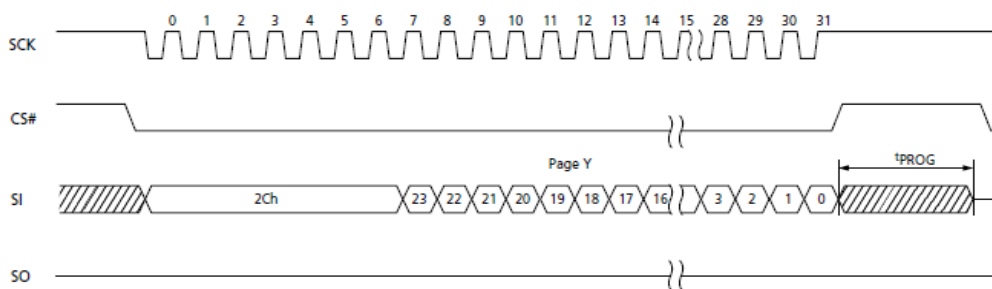 0 1 2 3 4 5 6 7 8 9 10 11 12 13 14 15 28 29 30 31
SCK
CS#
Page Y
tPROG
SI 2Ch 23 22 21 20 19 18 17 16 3 2 1 0
SO